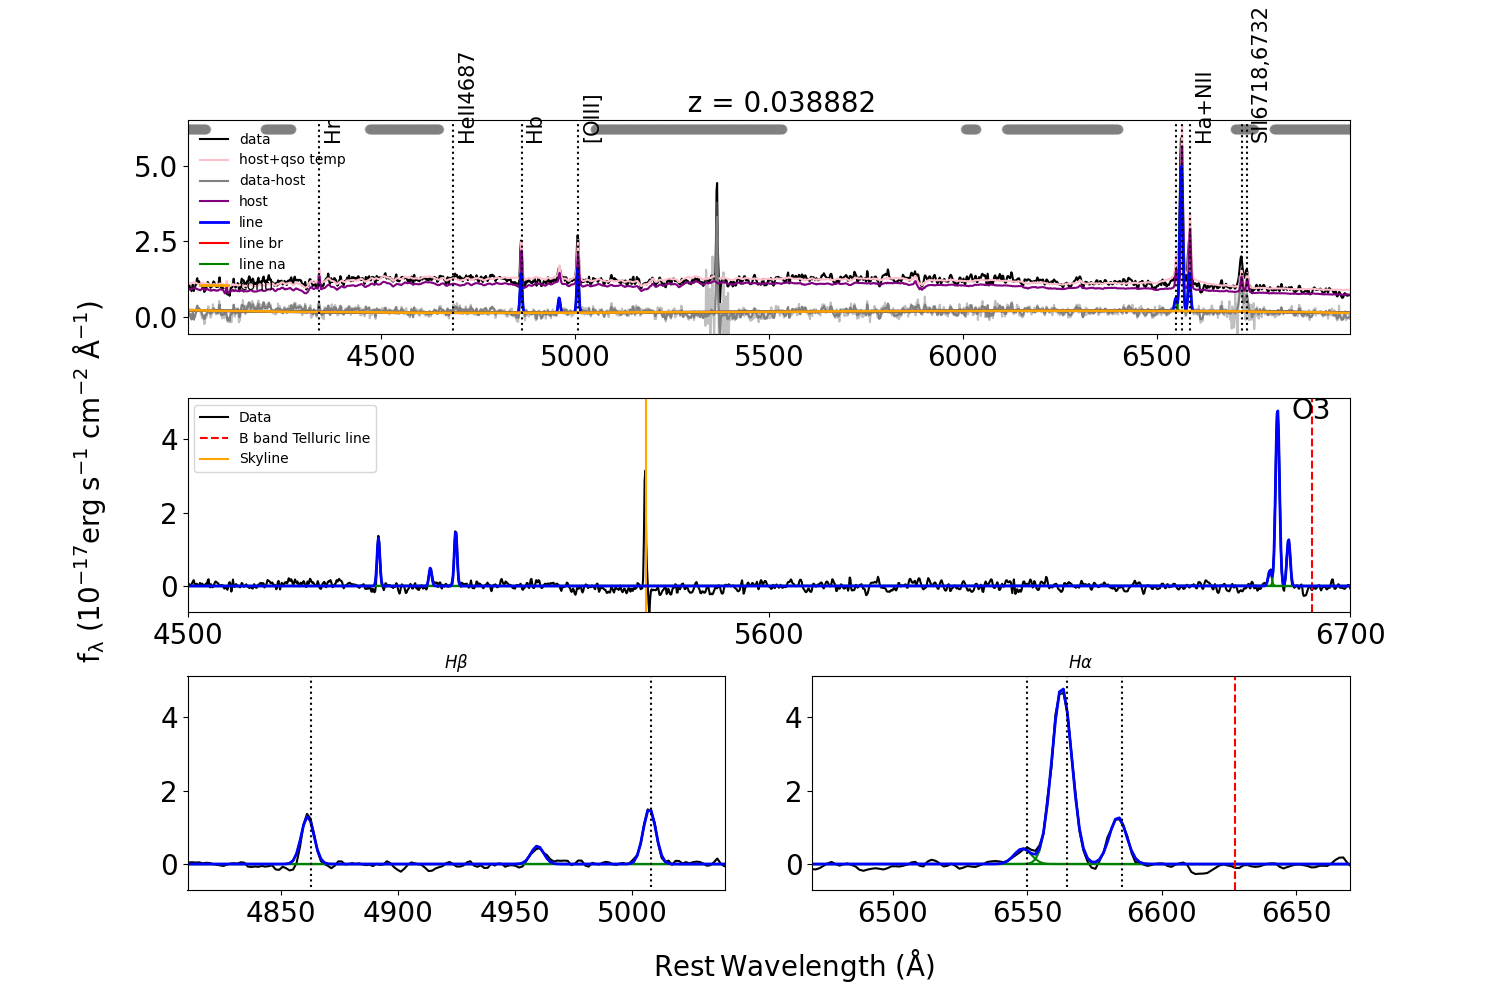 z = 0.038882
Hr
HeII4687
Hb
[OIII]
Ha+NII
SII6718,6732
data
host+qso temp
data-host
host
line
line br
line na
5.0
2.5
0.0
4500 5000 5500 6000 6500
Data
B band Telluric line
Skyline
O3
4
2
0
4500 5600 6700
fλ (10−17erg s−1 cm−2 Å−1)
Hβ
4
2
0
4850 4900 4950 5000
Hα
4
2
0
6500 6550 6600 6650
Rest Wavelength (Å)